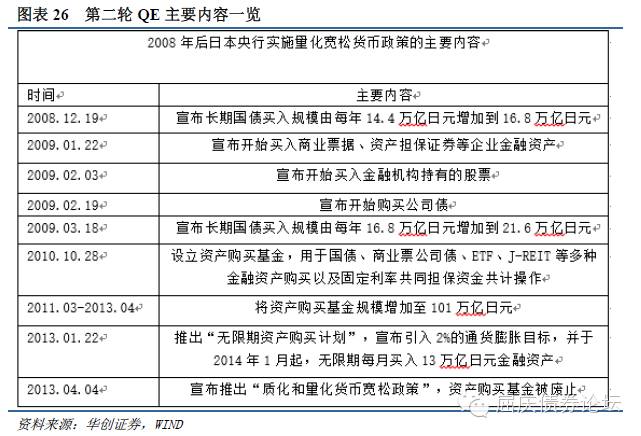 图表 26 第二轮 QE 主要内容一览
2008 年后日本央行实施量化宽松货币政策的主要内容
时间
主要内容
2008.12.19
宣布长期国债买入规模由每年 14.4 万亿日元增加到 16.8 万亿日元
2009.01.22
宣布开始买入商业票据、资产担保证券等企业金融资产
2009.02.03
宣布开始买入金融机构持有的股票
2009.02.19
宣布开始购买公司债
2009.03.18
宣布长期国债买入规模由每年 16.8 万亿日元增加到 21.6 万亿日元
2010.10.28
设立资产购买基金，用于国债、商业票公司债、ETF、J-REIT 等多种
金融资产购买以及固定利率共同担保资金共计操作
2011.03-2013.04
将资产购买基金规模增加至 101 万亿日元
2013.01.22
推出“无限期资产购买计划”，宣布引入 2%的通货膨胀目标，并于
2014 年 1 月起，无限期每月买入 13 万亿日元金融资产
2013.04.04
宣布推出“质化和量化货币宽松政策”，资产购买基金被废止
屈庆债券论坛
资料来源：华创证券，WIND